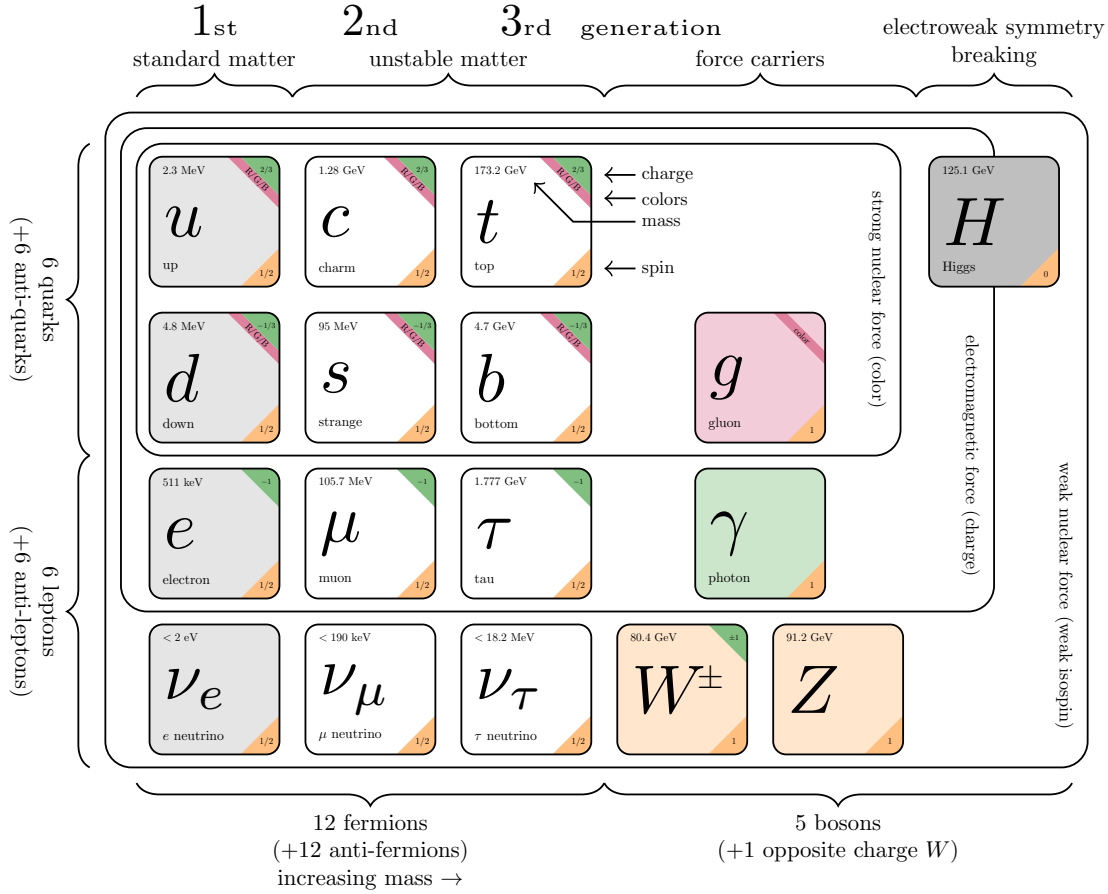 1st 2nd 3rd generation
standard matter unstable matter force carriers
electroweak symmetry
breaking
6 quarks
(+6 anti-quarks)
6 leptons
(+6 anti-leptons)
2.3 MeV
2/3
R/G/B
u
up
1/2
1.28 GeV
2/3
R/G/B
c
charm
1/2
173.2 GeV
2/3
R/G/B
t
top
1/2
charge
colors
mass
spin
125.1 GeV
H
Higgs
0
4.8 MeV
−1/3
R/G/B
d
down
1/2
95 MeV
−1/3
R/G/B
s
strange
1/2
4.7 GeV
−1/3
R/G/B
b
bottom
1/2
color
g
gluon
1
strong nuclear force (color)
511 keV
−1
e
electron
1/2
105.7 MeV
−1
μ
muon
1/2
1.777 GeV
−1
τ
tau
1/2
γ
photon
1
electromagnetic force (charge)
< 2 eV
νe
e neutrino
1/2
< 190 keV
νμ
μ neutrino
1/2
< 18.2 MeV
ντ
τ neutrino
1/2
80.4 GeV
±1
W±
1
91.2 GeV
Z
1
weak nuclear force (weak isospin)
12 fermions
(+12 anti-fermions)
increasing mass →
5 bosons
(+1 opposite charge W)